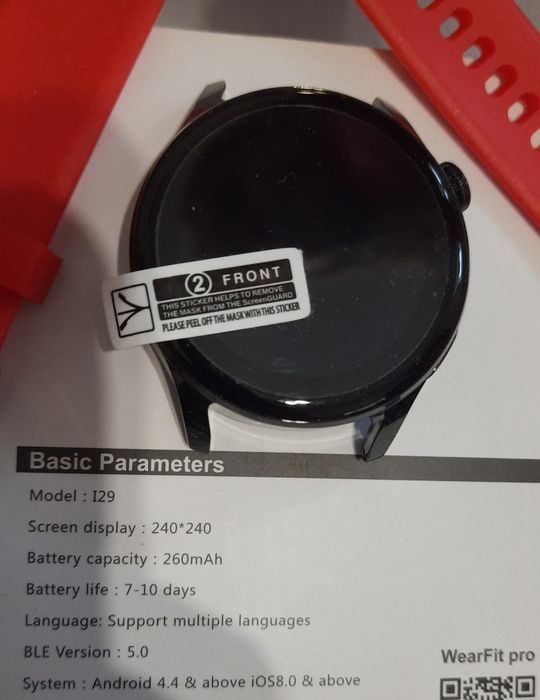 2 FRONT
THIS STICKER HELPS TO REMOVE
THE MASK FROM THE ScreenGUARD
PLEASE PEEL OFF THE MASK WITH THIS STICKER
Basic Parameters
Model : I29
Screen display : 240*240
Battery capacity : 260mAh
Battery life : 7-10 days
Language: Support multiple languages
BLE Version : 5.0
WearFit pro
System : Android 4.4 & above iOS8.0 & above